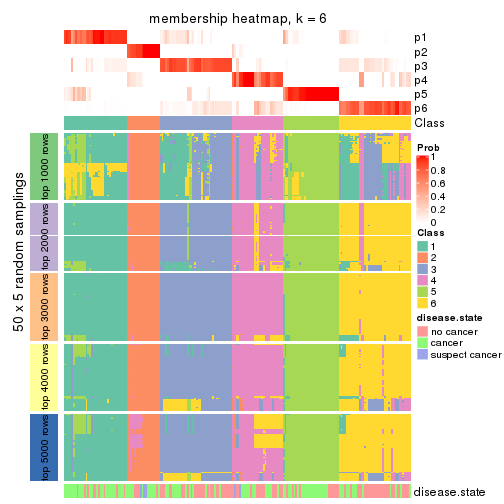 membership heatmap, k = 6
p1
p2
p3
p4
p5
p6
Class
50 x 5 random samplings
top 1000 rows
top 2000 rows
top 3000 rows
top 4000 rows
top 5000 rows
disease.state
Prob
1
0.8
0.6
0.4
0.2
0
Class
1
2
3
4
5
6
disease.state
no cancer
cancer
suspect cancer